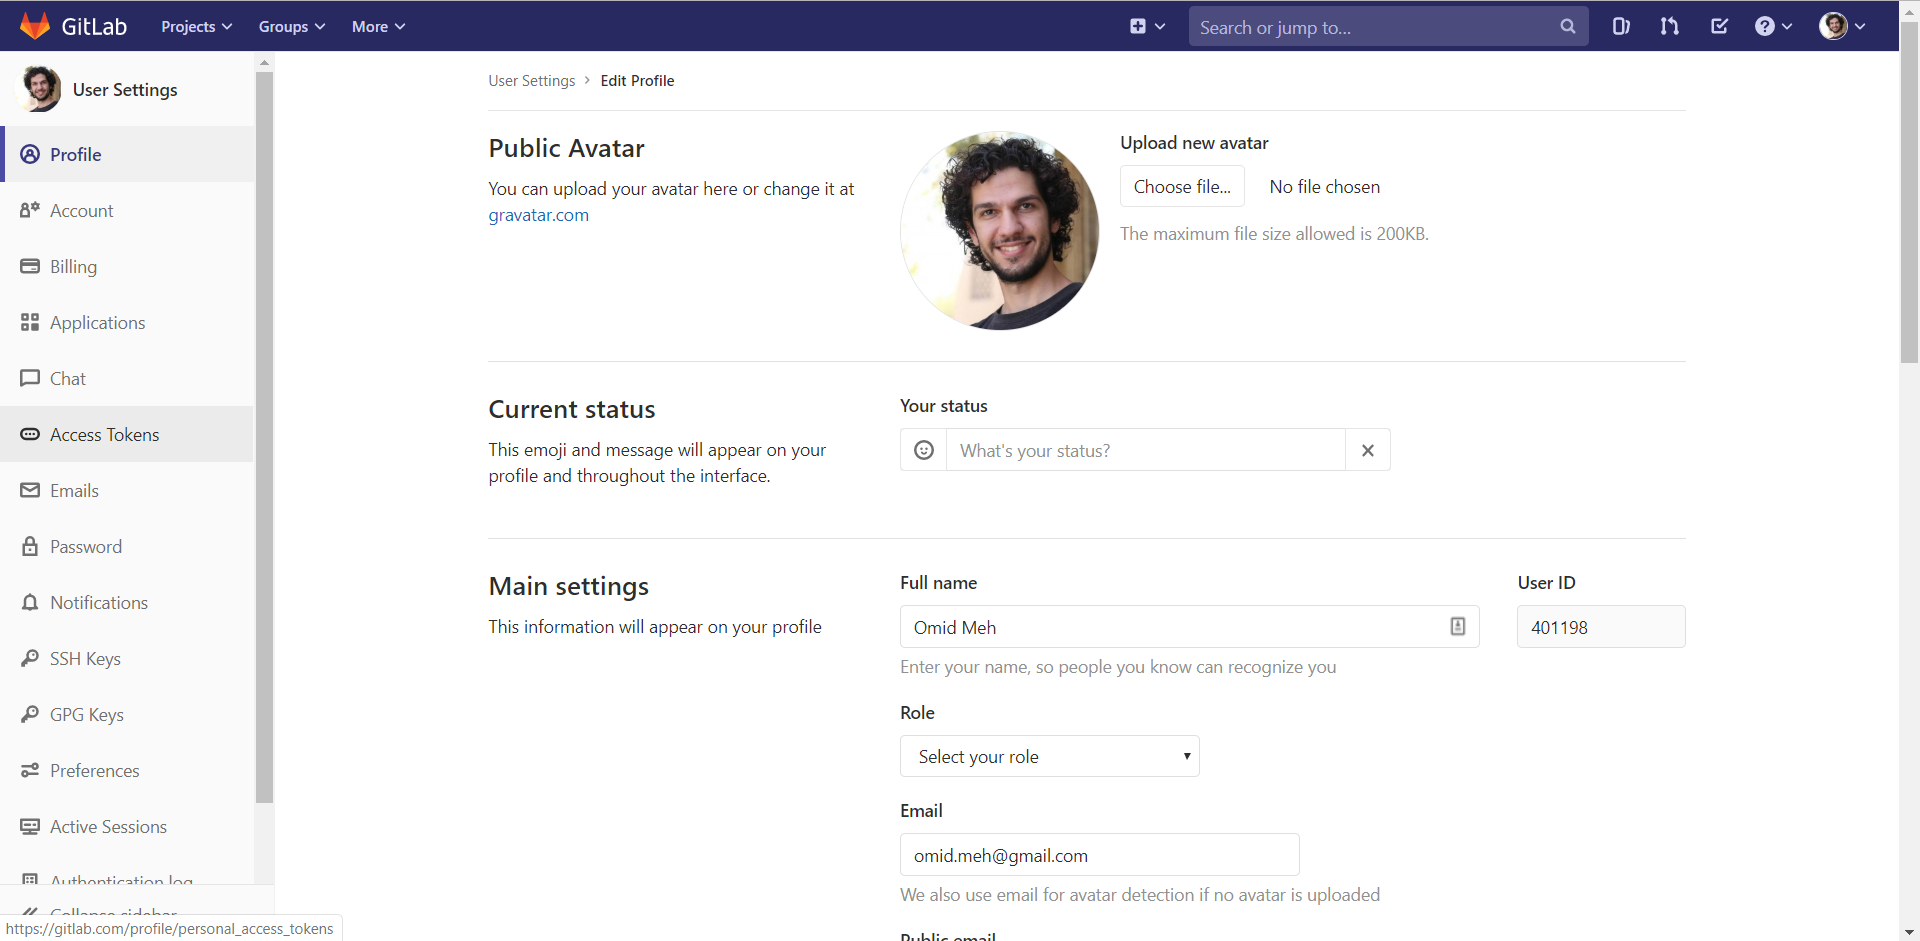 GitLab Projects Groups More Search or jump to...
User Settings
Profile
Account
Billing
Applications
Chat
Access Tokens
Emails
Password
Notifications
SSH Keys
GPG Keys
Preferences
Active Sessions
Authentication log
Collapse sidebar
https://gitlab.com/profile/personal_access_tokens
User Settings > Edit Profile
Public Avatar
You can upload your avatar here or change it at
gravatar.com
Upload new avatar
Choose file... No file chosen
The maximum file size allowed is 200KB.
Current status
This emoji and message will appear on your
profile and throughout the interface.
Your status
What's your status?
Main settings
This information will appear on your profile
Full name
Omid Meh
Enter your name, so people you know can recognize you
User ID
401198
Role
Select your role
Email
omid.meh@gmail.com
We also use email for avatar detection if no avatar is uploaded
Public email